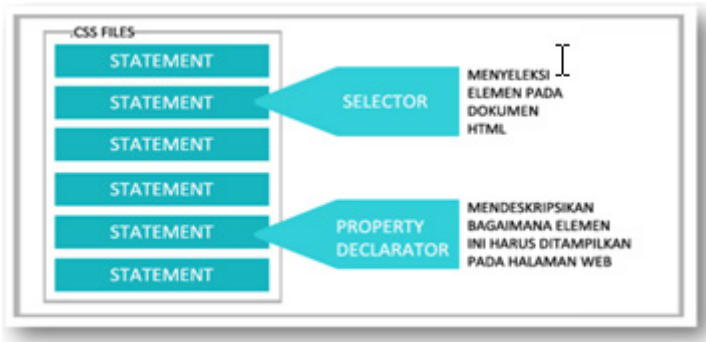 .CSS FILES
STATEMENT
STATEMENT
STATEMENT
STATEMENT
STATEMENT
STATEMENT
SELECTOR
MENYELEKSI
ELEMEN PADA
DOKUMEN
HTML
PROPERTY
DECLARATOR
MENDESKRIPSIKAN
BAGAIMANA ELEMEN
INI HARUS DITAMPILKAN
PADA HALAMAN WEB